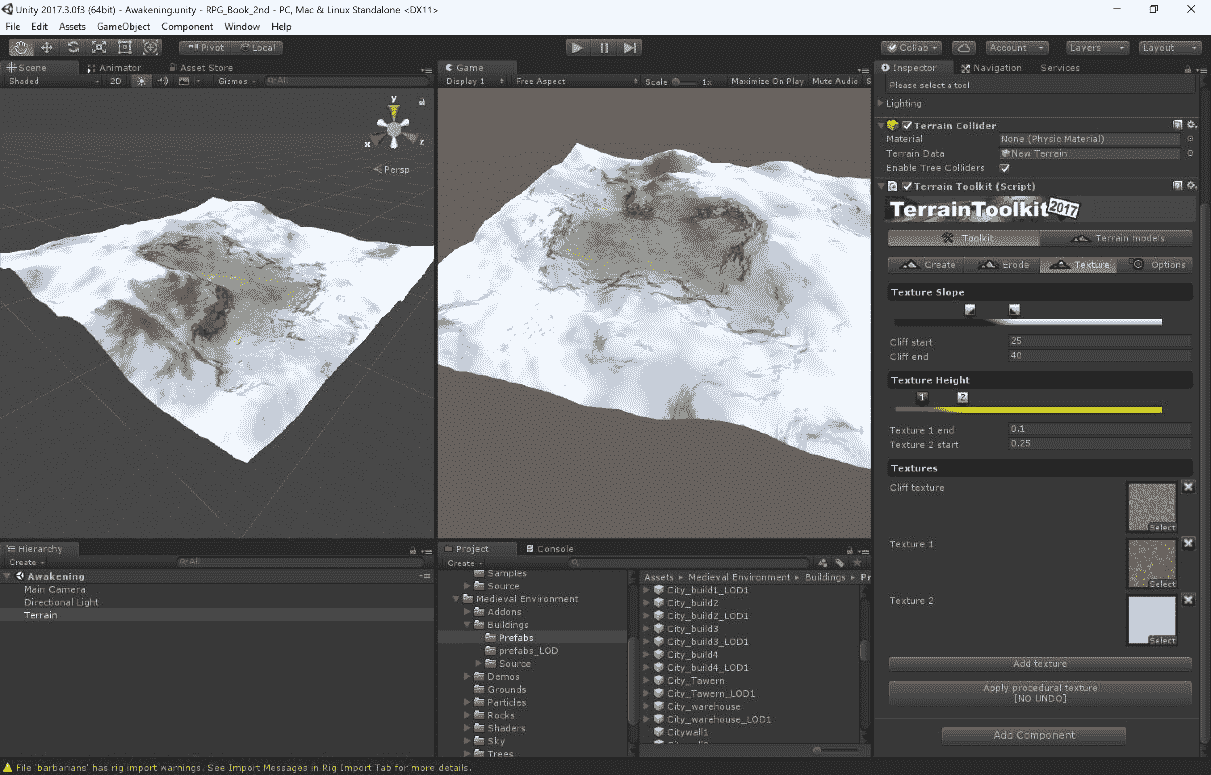 Unity 2017.3.0f3 (64bit) - Awakening.unity - RPG_Book_2nd - PC, Mac & Linux Standalone <DX11>
File Edit Assets GameObject Component Window Help
Pivot Local
Collab Account Layers Layout
Scene Animator Asset Store
Shaded 2D Gizmos All
y
x
z
Persp
Game
Display 1 Free Aspect Scale 1x Maximize On Play Mute Audio S
Inspector Navigation Services
Please select a tool
Lighting
Terrain Collider
Material None (Physic Material)
Terrain Data New Terrain
Enable Tree Colliders
Terrain Toolkit (Script)
TerrainToolkit 2017
Toolkit Terrain models
Create Erode Texture Options
Texture Slope
Cliff start 25
Cliff end 40
Texture Height
1 2
Texture 1 end 0.1
Texture 2 start 0.25
Textures
Cliff texture
Select
Texture 1
Select
Texture 2
Select
Add texture
Apply procedural texture
[NO UNDO]
Add Component
Hierarchy
Create All
Awakening
Main Camera
Directional Light
Terrain
Project Console
Create
Samples
Source
Medieval Environment
Addons
Buildings
Prefabs
prefabs_LOD
Source
Demos
Grounds
Particles
Rocks
Shaders
Sky
Trees
Assets Medieval Environment Buildings Pr
City_build1_LOD1
City_build2
City_build2_LOD1
City_build3
City_build3_LOD1
City_build4
City_build4_LOD1
City_Tawern
City_Tawern_LOD1
City_warehouse
City_warehouse_LOD1
Citywall1
File 'barbarians' has rig import warnings. See Import Messages in Rig Import Tab for more details.